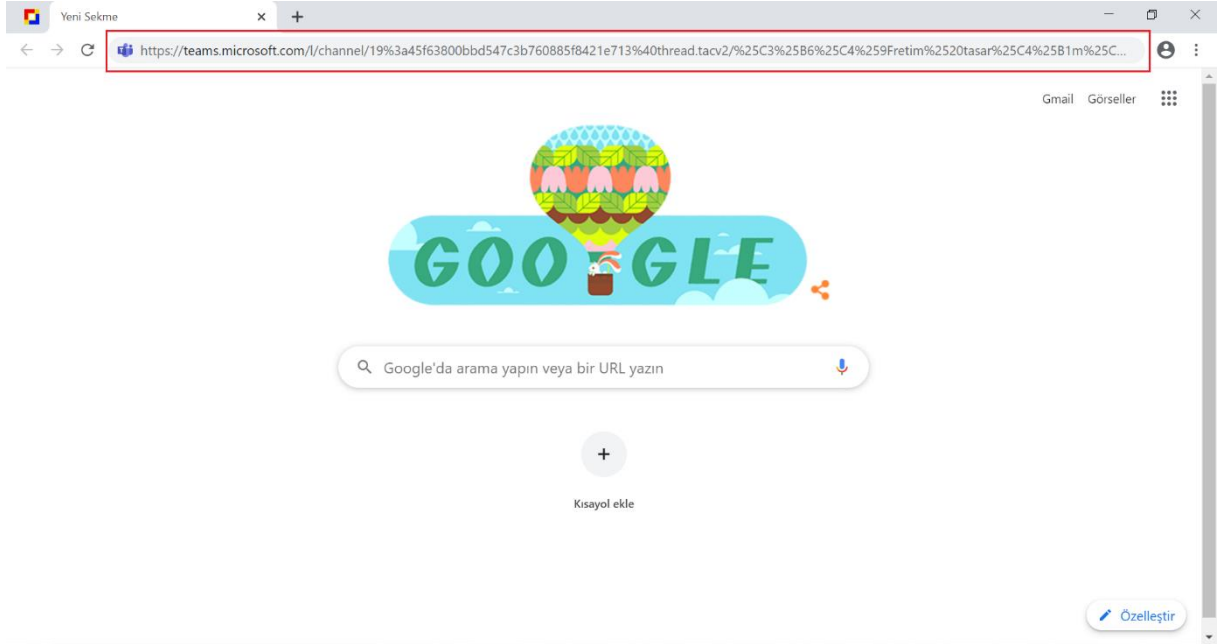 Yeni Sekme
https://teams.microsoft.com/l/channel/19%3a45f63800bbd547c3b760885f8421e713%40thread.tacv2/%25C3%25B6%25C4%259Fretim%2520tasar%25C4%25B1m%25C...
Gmail Görseller
GOOGLE
Google'da arama yapın veya bir URL yazın
Kısayol ekle
Özelleştir